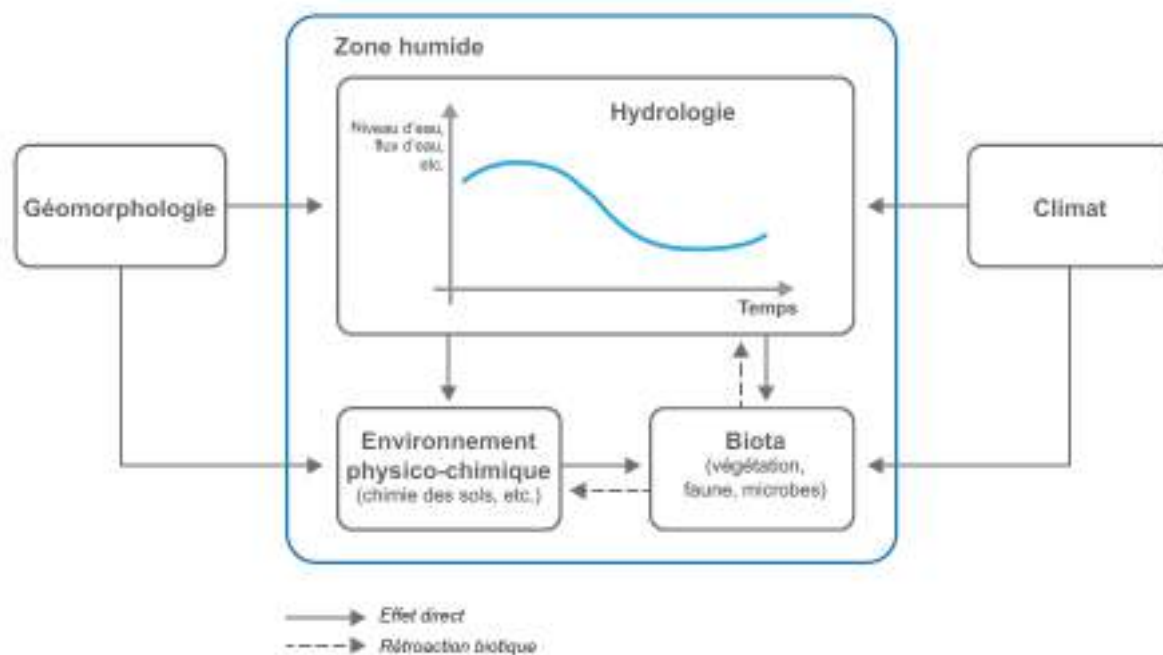 Zone humide
Hydrologie
Niveau d'eau,
flux d'eau,
etc.
Temps
Géomorphologie
Climat
Environnement
physico-chimique
(chimie des sols, etc.)
Biota
(végétation,
faune, microbes)
Effet direct
Rétroaction biotique